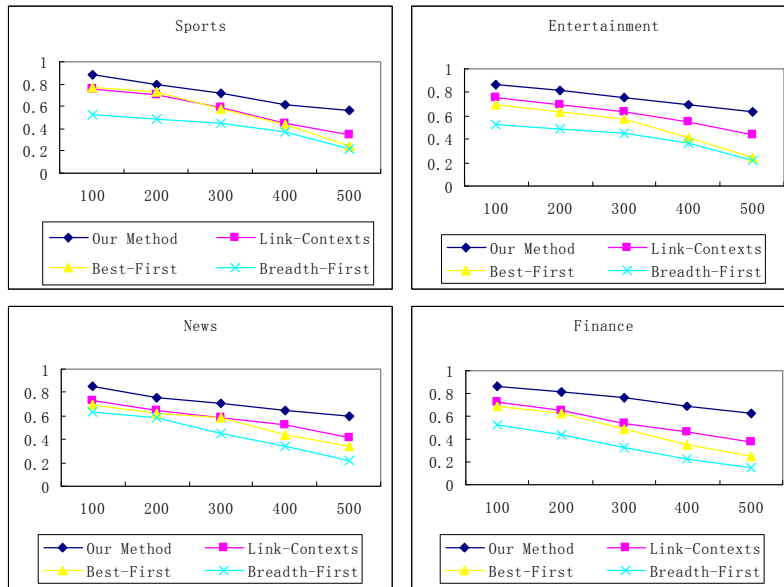 Sports
1
0.8
0.6
0.4
0.2
0
100 200 300 400 500
Our Method Link-Contexts
Best-First Breadth-First
Entertainment
1
0.8
0.6
0.4
0.2
0
100 200 300 400 500
Our Method Link-Contexts
Best-First Breadth-First
News
1
0.8
0.6
0.4
0.2
0
100 200 300 400 500
Our Method Link-Contexts
Best-First Breadth-First
Finance
1
0.8
0.6
0.4
0.2
0
100 200 300 400 500
Our Method Link-Contexts
Best-First Breadth-First